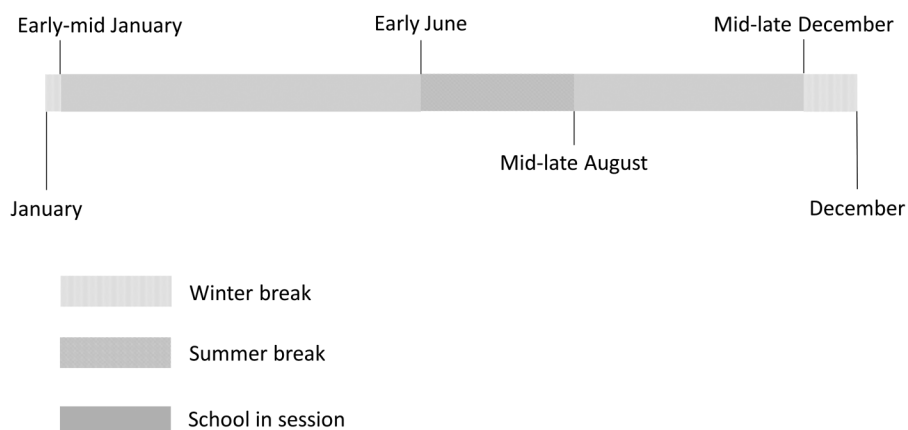 Early-mid January
Early June
Mid-late December
Mid-late August
January
December
Winter break
Summer break
School in session